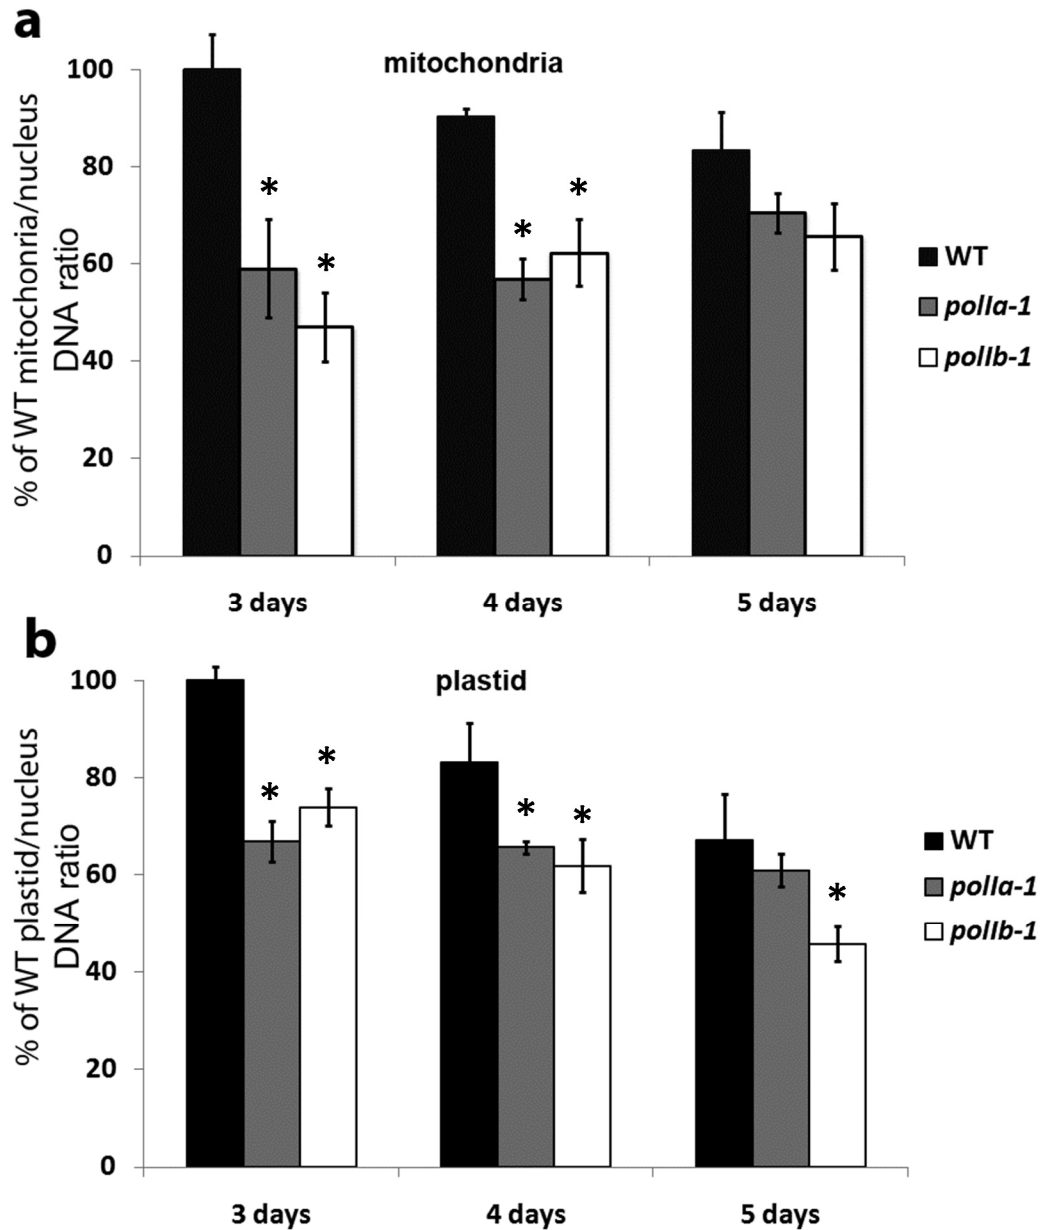 a
mitochondria
% of WT mitochonria/nucleus
DNA ratio
100
80
60
40
20
0
*
*
*
*
3 days
4 days
5 days
WT
polIa-1
polIb-1
b
plastid
% of WT plastid/nucleus
DNA ratio
100
80
60
40
20
0
*
*
*
*
*
3 days
4 days
5 days
WT
polIa-1
polIb-1